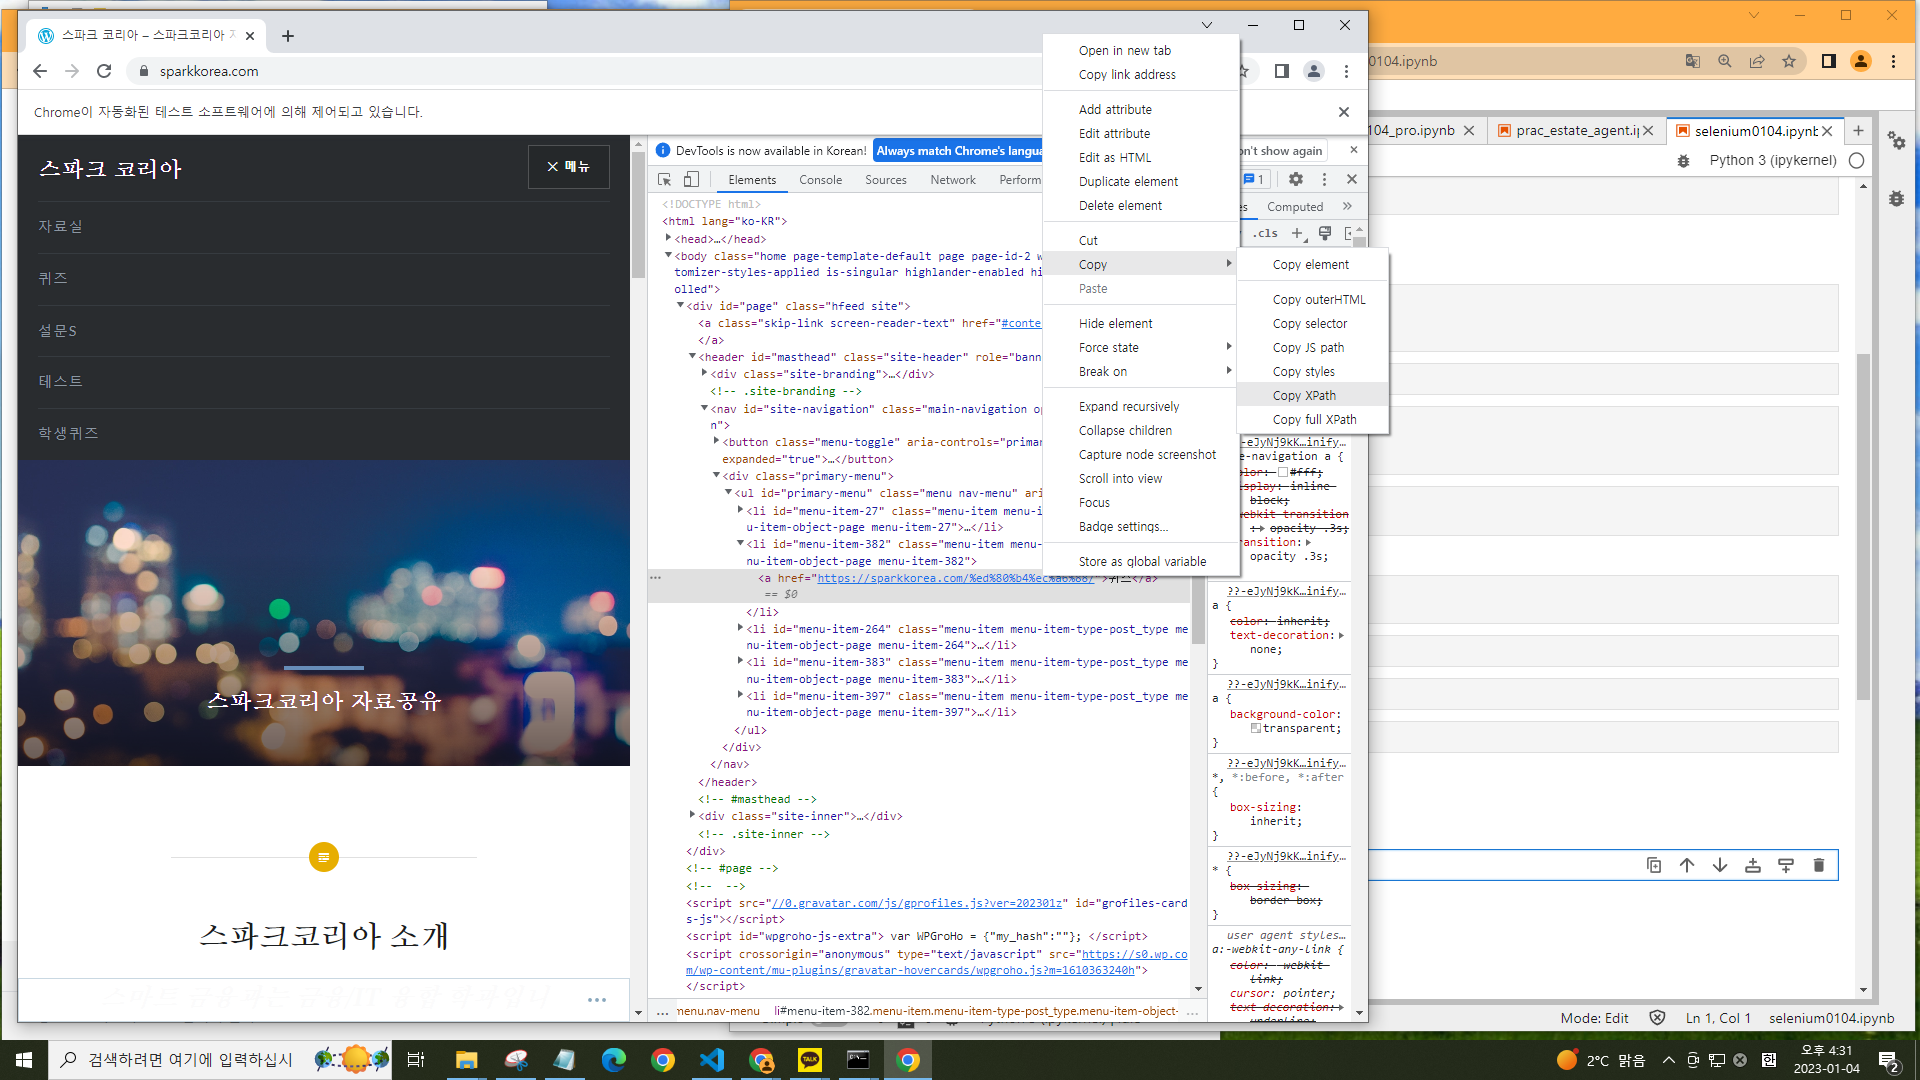 스파크 코리아 – 스파크코리아 ㅈ
sparkkorea.com
Chrome이 자동화된 테스트 소프트웨어에 의해 제어되고 있습니다.
스파크 코리아
메뉴
자료실
퀴즈
설문S
테스트
학생퀴즈
스파크코리아 자료공유
스파크코리아 소개
DevTools is now available in Korean!
Always match Chrome's langua
on't show again
Elements
Console
Sources
Network
Perform
1
<!DOCTYPE html>
<html lang="ko-KR">
<head>…</head>
<body class="home page-template-default page page-id-2 w
tomizer-styles-applied is-singular highlander-enabled hi
olled">
<div id="page" class="hfeed site">
<a class="skip-link screen-reader-text" href="#conte
</a>
<header id="masthead" class="site-header" role="bann
<div class="site-branding">…</div>
<!-- .site-branding -->
<nav id="site-navigation" class="main-navigation op
n">
<button class="menu-toggle" aria-controls="primar
expanded="true">…</button>
<div class="primary-menu">
<ul id="primary-menu" class="menu nav-menu" ari
<li id="menu-item-27" class="menu-item menu-i
u-item-object-page menu-item-27">…</li>
<li id="menu-item-382" class="menu-item menu-
nu-item-object-page menu-item-382">
<a href="https://sparkkorea.com/%ed%80%b4%ec%a6%88/">퀴즈</a>
== $0
</li>
<li id="menu-item-264" class="menu-item menu-item-type-post_type me
nu-item-object-page menu-item-264">…</li>
<li id="menu-item-383" class="menu-item menu-item-type-post_type me
nu-item-object-page menu-item-383">…</li>
<li id="menu-item-397" class="menu-item menu-item-type-post_type me
nu-item-object-page menu-item-397">…</li>
</ul>
</div>
</nav>
</header>
<!-- #masthead -->
<div class="site-inner">…</div>
<!-- .site-inner -->
</div>
<!-- #page -->
<!--  -->
<script src="//0.gravatar.com/js/gprofiles.js?ver=202301z" id="grofiles-card
s-js"></script>
<script id="wpgroho-js-extra"> var WPGroHo = {"my_hash":""}; </script>
<script crossorigin="anonymous" type="text/javascript" src="https://s0.wp.co
m/wp-content/mu-plugins/gravatar-hovercards/wpgroho.js?m=1610363240h">
</script>
... menu.nav-menu li#menu-item-382.menu-item.menu-item-type-post_type.menu-item-object- ...
Open in new tab
Copy link address
Add attribute
Edit attribute
Edit as HTML
Duplicate element
Delete element
Cut
Copy
Paste
Hide element
Force state
Break on
Expand recursively
Collapse children
Capture node screenshot
Scroll into view
Focus
Badge settings...
Store as global variable
Copy element
Copy outerHTML
Copy selector
Copy JS path
Copy styles
Copy XPath
Copy full XPath
es
Computed
.cls
??-eJyNj9kK…inify…
e-navigation a {
olor: #fff;
isplay: inline-
block;
webkit-transition
: opacity .3s;
ransition:
opacity .3s;
??-eJyNj9kK…inify…
a {
color: inherit;
text-decoration:
none;
}
??-eJyNj9kK…inify…
a {
background-color:
transparent;
}
??-eJyNj9kK…inify…
*, *:before, *:after
{
box-sizing:
inherit;
}
??-eJyNj9kK…inify…
* {
box-sizing:
border-box;
}
user agent styles…
a:-webkit-any-link {
color: -webkit-
link;
cursor: pointer;
text-decoration:
underline;
0104.ipynb
104_pro.ipynb
prac_estate_agent.i
selenium0104.ipynb
Python 3 (ipykernel)
Mode: Edit
Ln 1, Col 1
selenium0104.ipynb
검색하려면 여기에 입력하십시
TALK
2°C 맑음
한
오후 4:31
2023-01-04
2